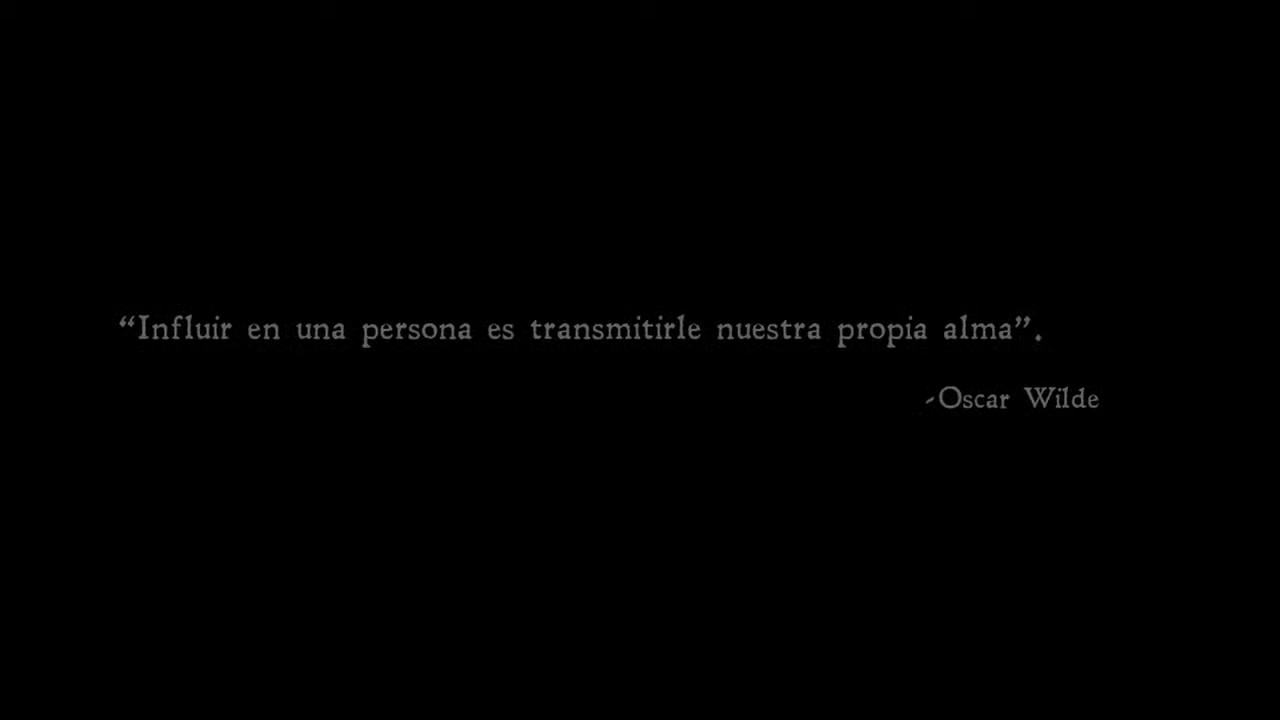 “Influir en una persona es transmitirle nuestra propia alma”.
-Oscar Wilde